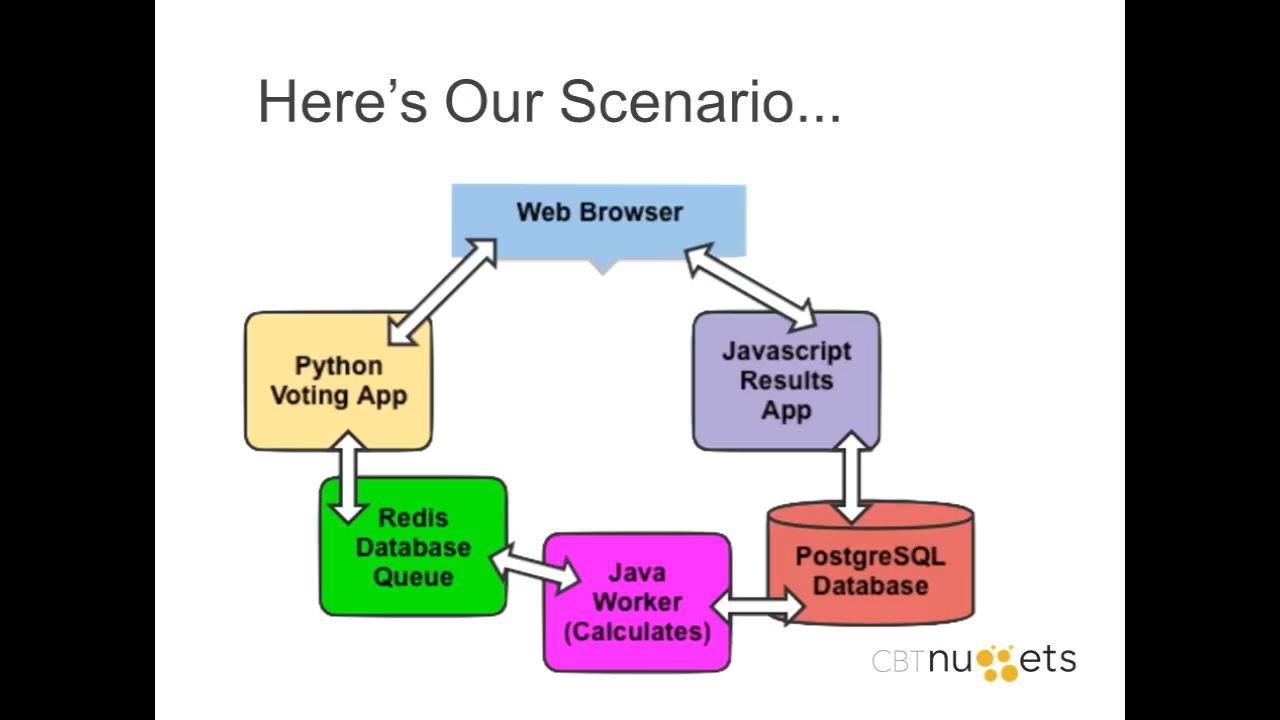 Here’s Our Scenario...
Web Browser
Python
Voting App
Javascript
Results
App
Redis
Database
Queue
Java
Worker
(Calculates)
PostgreSQL
Database
CBTnuggets